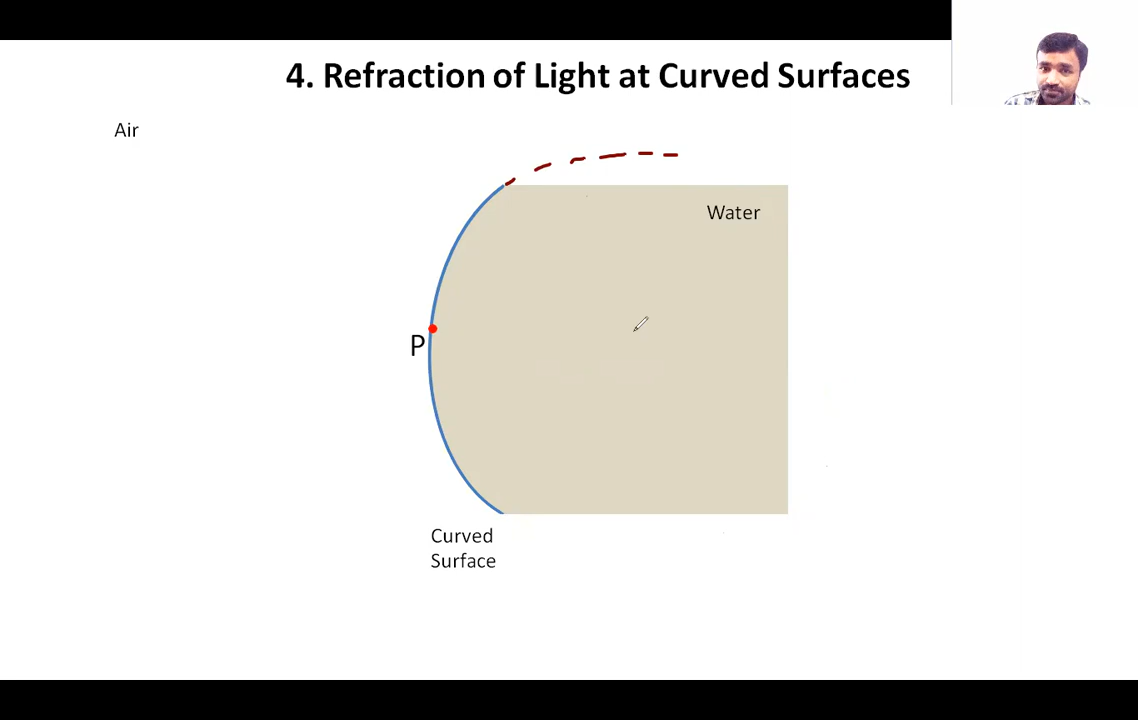 4. Refraction of Light at Curved Surfaces
Air
Water
P
Curved
Surface